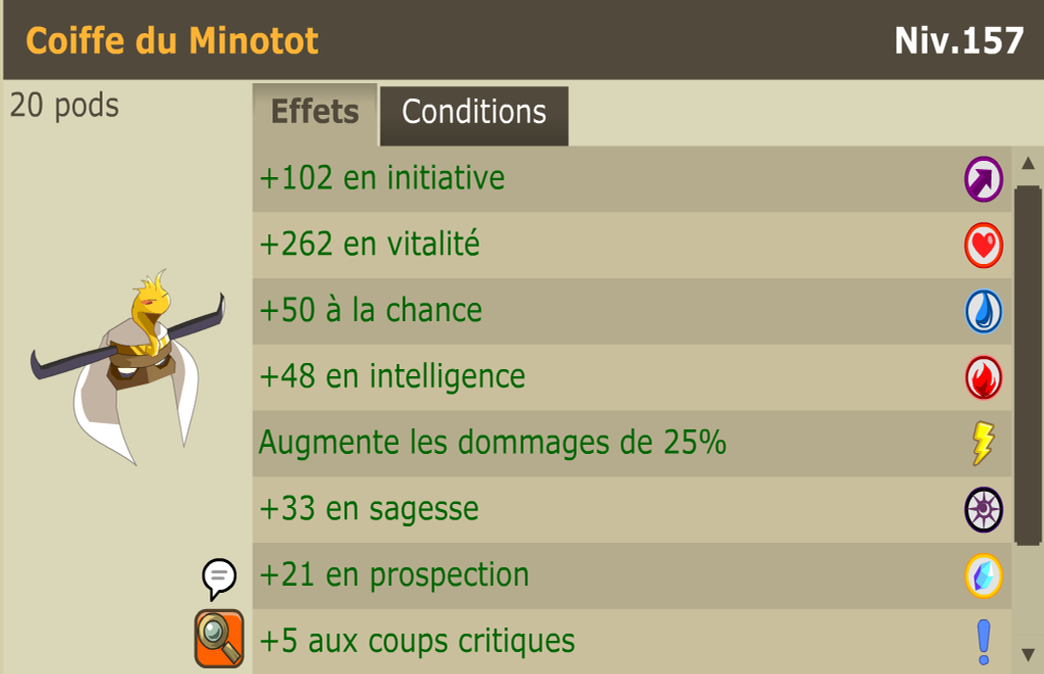 Coiffe du Minotot
Niv.157
20 pods
Effets
Conditions
+102 en initiative
+262 en vitalité
+50 à la chance
+48 en intelligence
Augmente les dommages de 25%
+33 en sagesse
+21 en prospection
+5 aux coups critiques